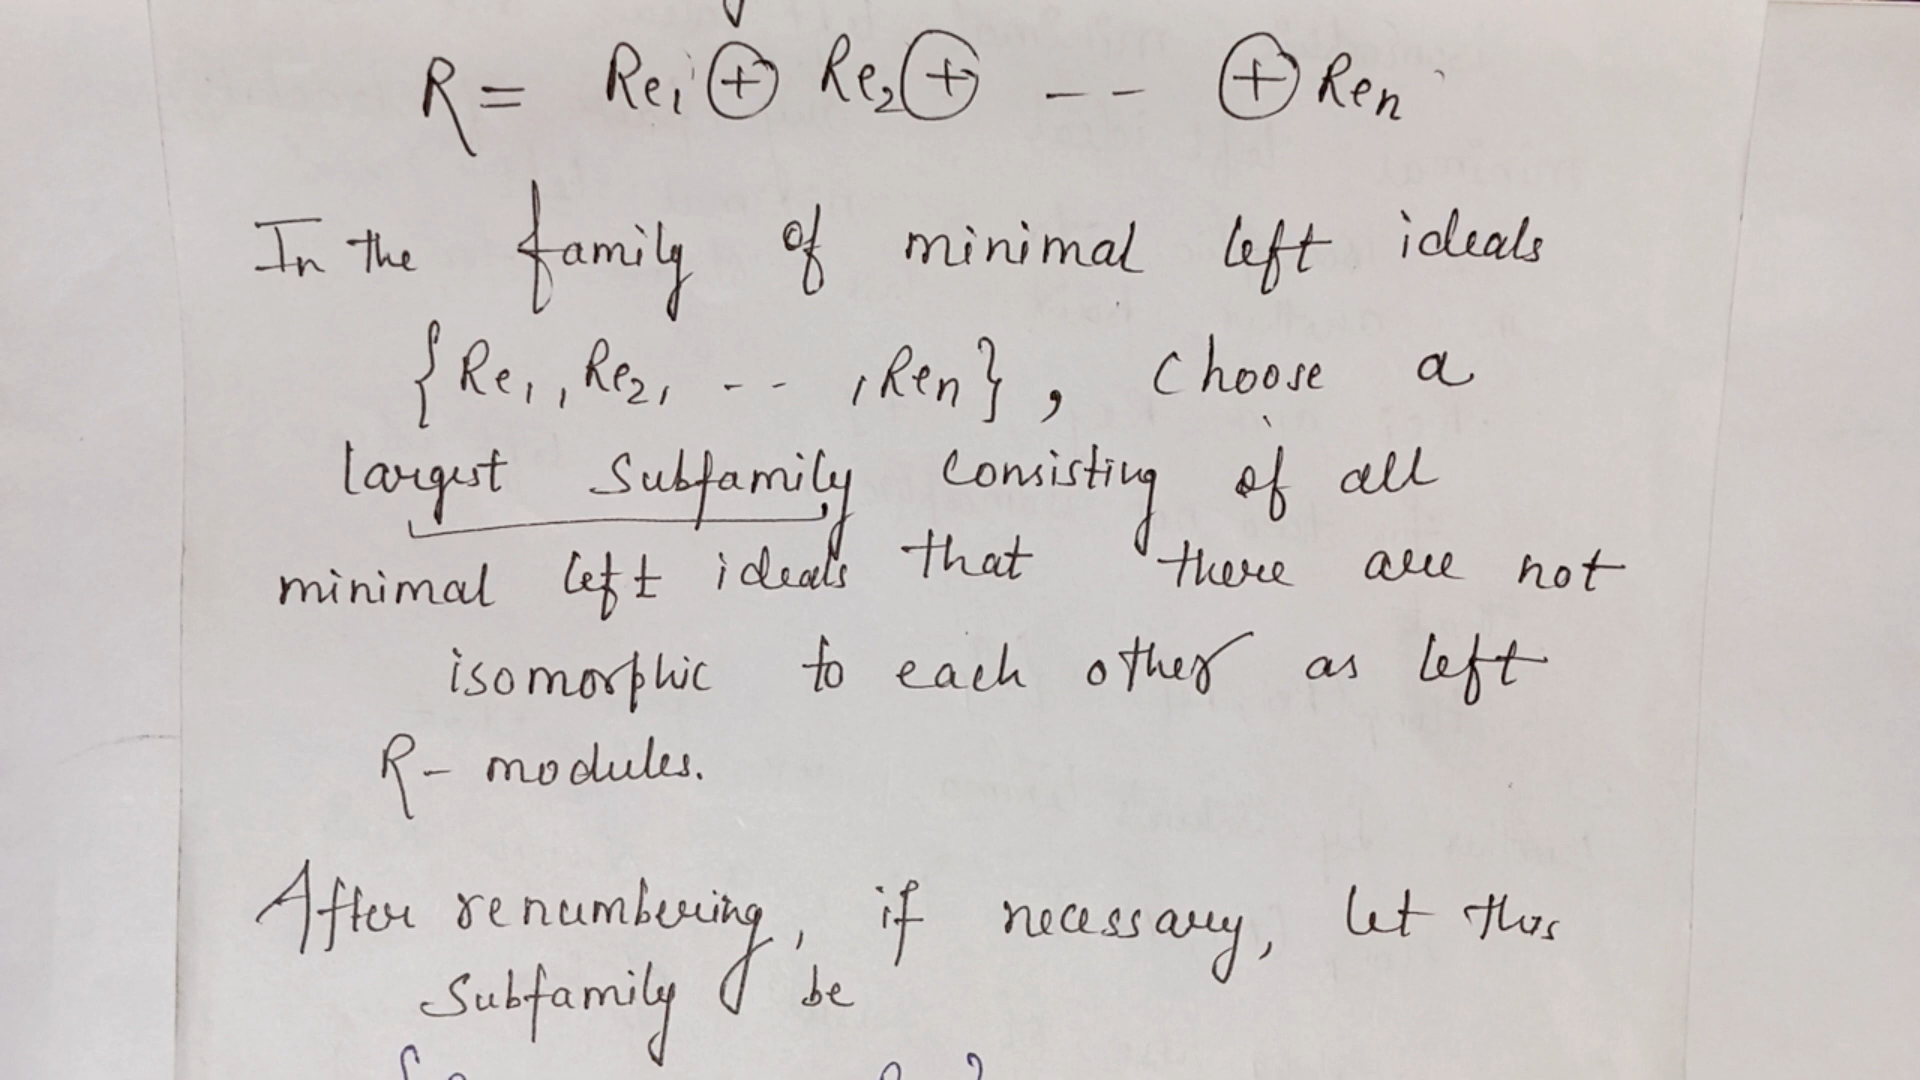 R = Re₁ ⊕ Re₂ ⊕ -- ⊕ Ren
In the family of minimal left ideals
{Re₁, Re₂, -- , Ren}, choose a
largest Subfamily consisting of all
minimal left ideals that there are not
isomorphic to each other as left
R- modules.
After renumbering, if necessary, let this
Subfamily be